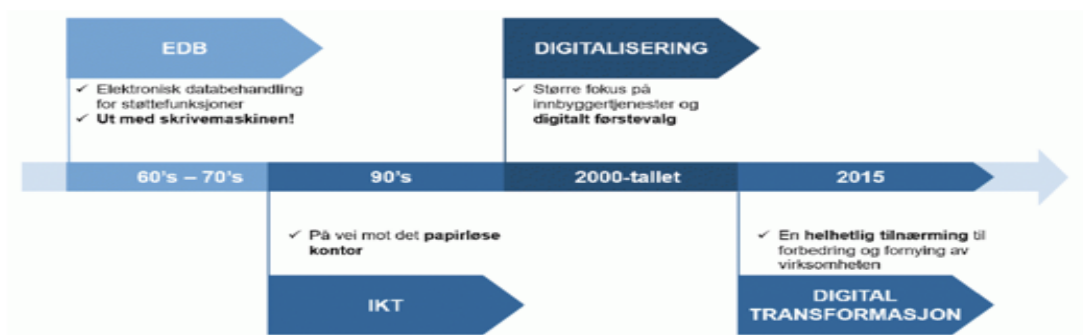 EDB
✓ Elektronisk databehandling
for støttefunksjoner
✓ Ut med skrivemaskinen!
DIGITALISERING
✓ Større fokus på
innbyggertjenester og
digitalt førstevalg
60's – 70's
90's
2000-tallet
2015
✓ På vei mot det papirløse
kontor
IKT
✓ En helhetlig tilnærming til
forbedring og fornying av
virksomheten
DIGITAL
TRANSFORMASJON